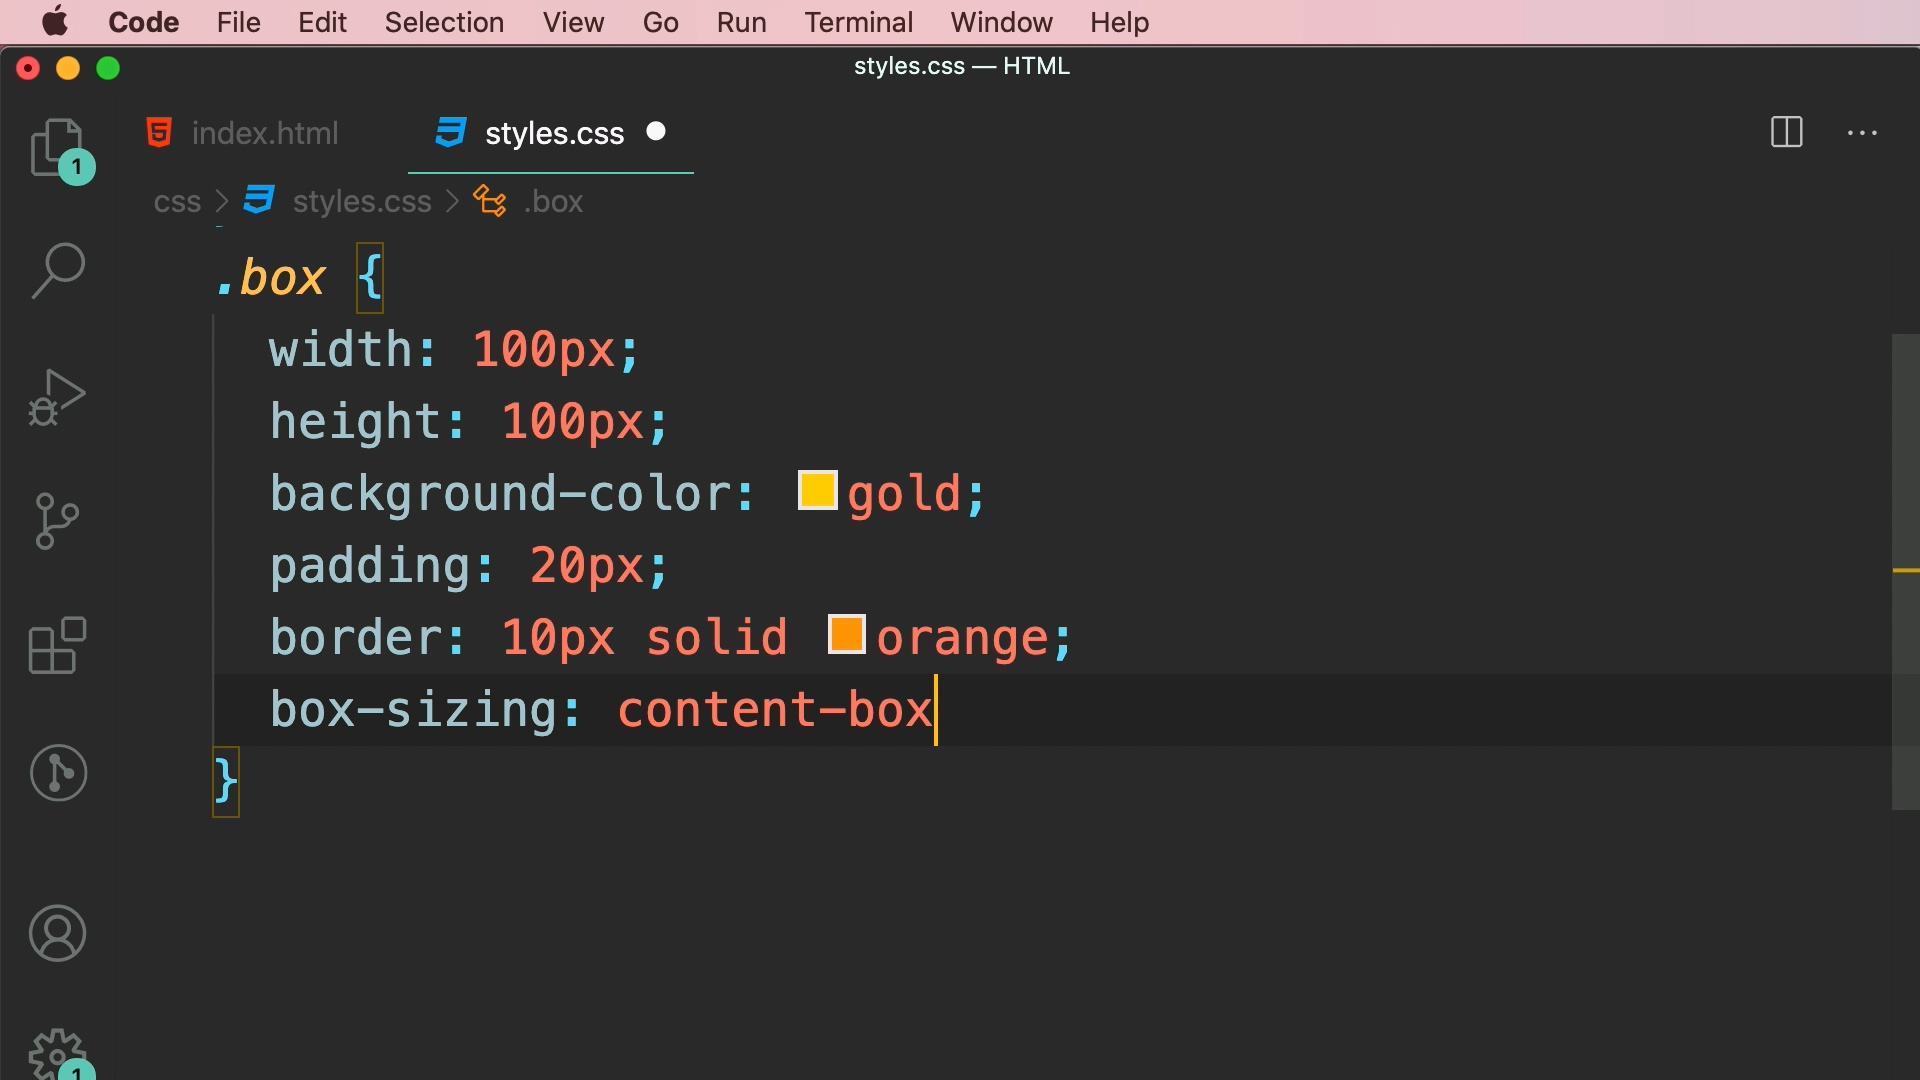 Code File Edit Selection View Go Run Terminal Window Help
styles.css — HTML
index.html styles.css
1
css > styles.css > .box
.box {
width: 100px;
height: 100px;
background-color: gold;
padding: 20px;
border: 10px solid orange;
box-sizing: content-box
}
1